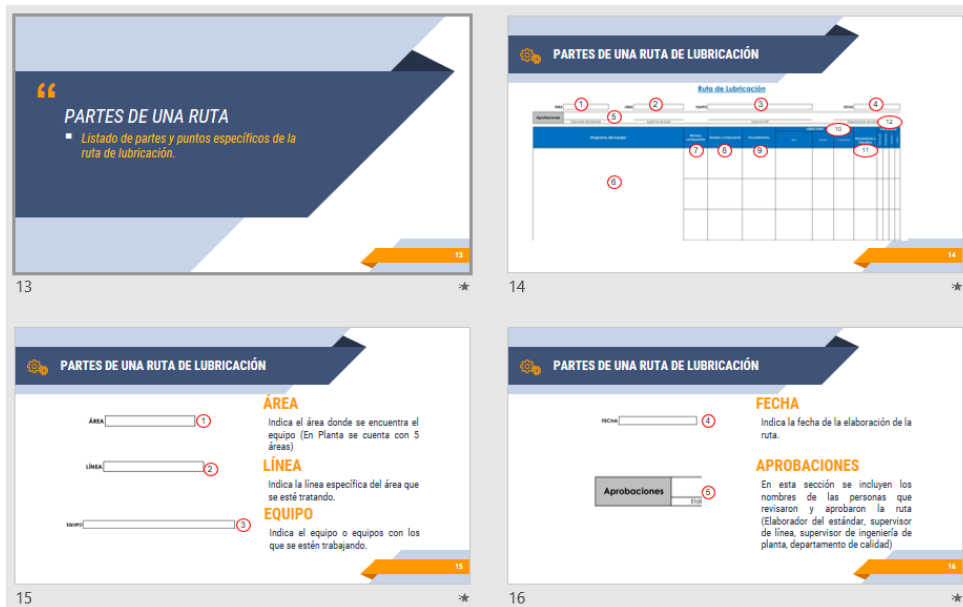 “
PARTES DE UNA RUTA
Listado de partes y puntos específicos de la
ruta de lubricación.
13
13
PARTES DE UNA RUTA DE LUBRICACIÓN
Ruta de Lubricación
ÁREA 1
LÍNEA 2
EQUIPO 3
FECHA 4
Aprobaciones 5
12
Diagrama del equipo
10
7
8
9
11
6
14
14
PARTES DE UNA RUTA DE LUBRICACIÓN
ÁREA 1
LÍNEA 2
EQUIPO 3
ÁREA
Indica el área donde se encuentra el
equipo (En Planta se cuenta con 5
áreas)
LÍNEA
Indica la línea específica del área que
se esté tratando.
EQUIPO
Indica el equipo o equipos con los
que se estén trabajando.
15
15
PARTES DE UNA RUTA DE LUBRICACIÓN
FECHA 4
Aprobaciones 5
FECHA
Indica la fecha de la elaboración de la
ruta.
APROBACIONES
En esta sección se incluyen los
nombres de las personas que
revisaron y aprobaron la ruta
(Elaborador del estándar, supervisor
de línea, supervisor de ingeniería de
planta, departamento de calidad)
16
16